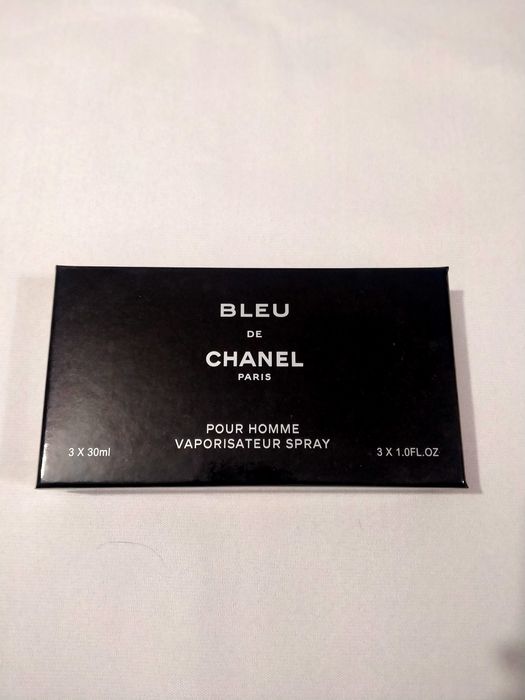 BLEU
DE
CHANEL
PARIS
POUR HOMME
VAPORISATEUR SPRAY
3 X 30ml
3 X 1.0FL.OZ